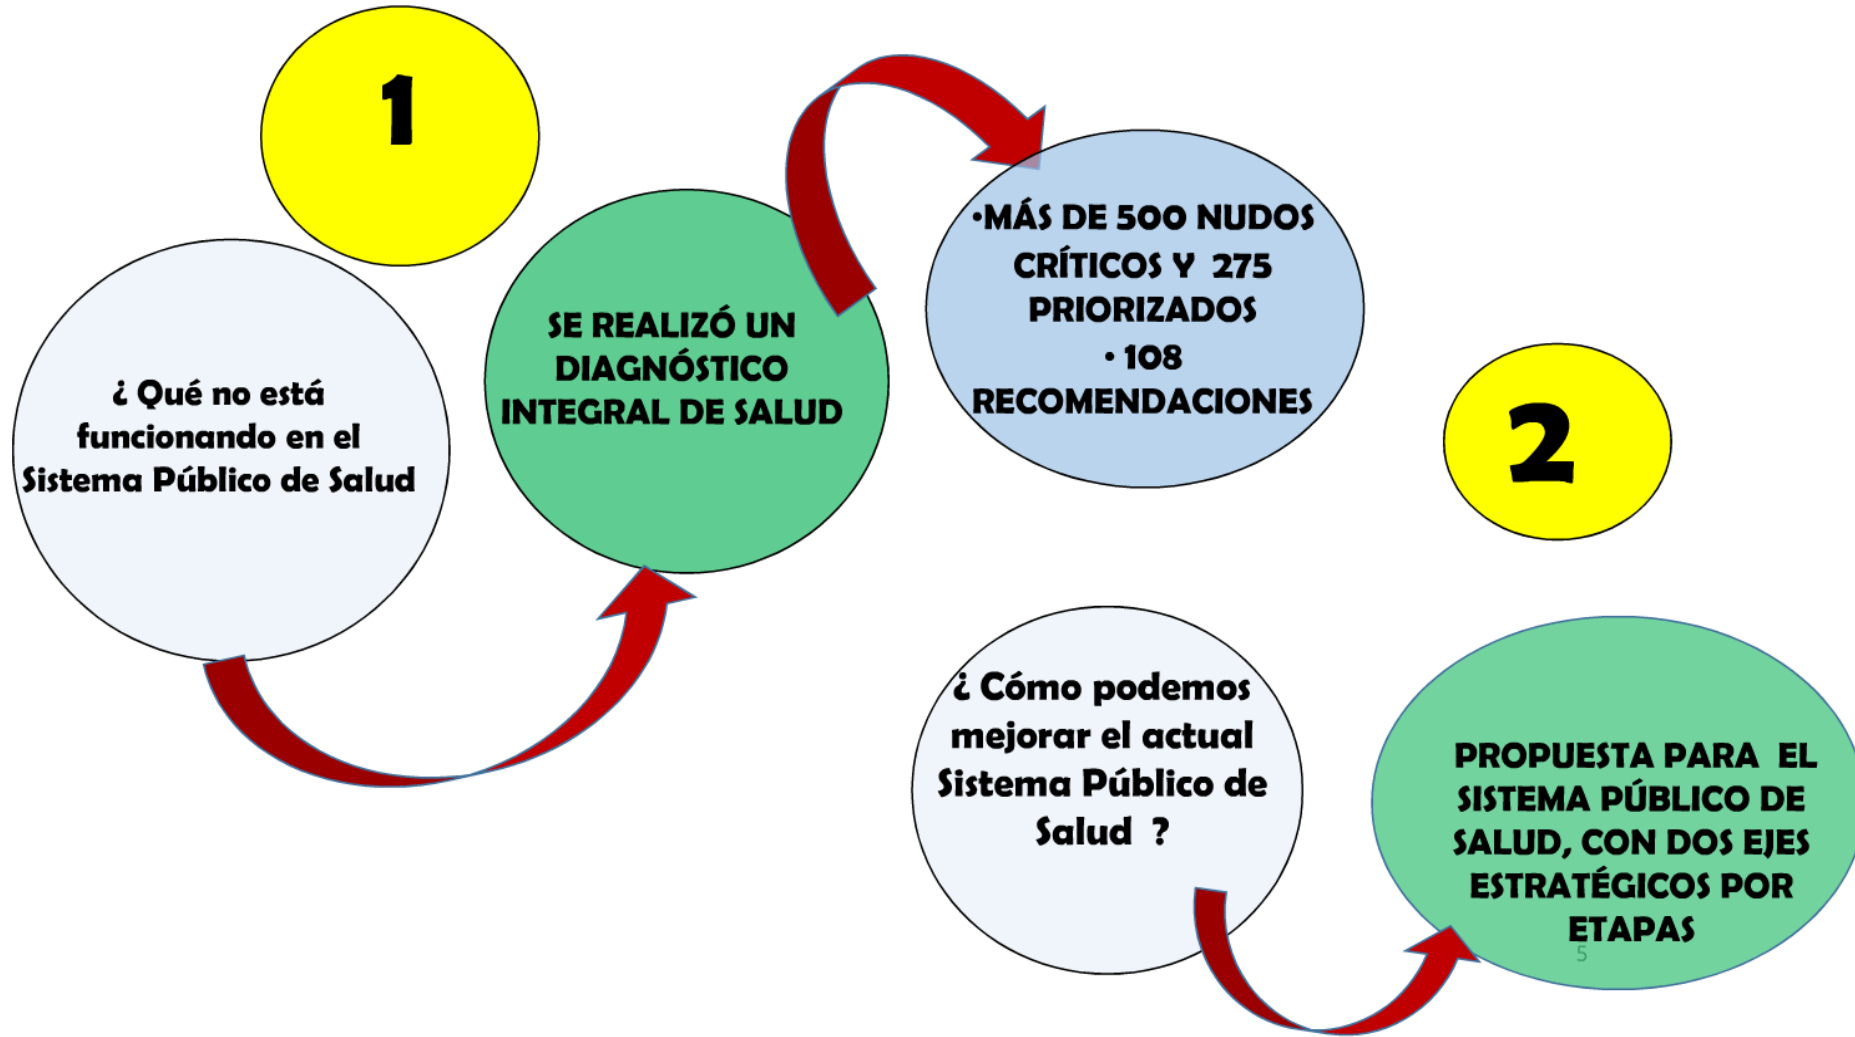 1
¿ Qué no está
funcionando en el
Sistema Público de Salud
SE REALIZÓ UN
DIAGNÓSTICO
INTEGRAL DE SALUD
•MÁS DE 500 NUDOS
CRÍTICOS Y 275
PRIORIZADOS
• 108
RECOMENDACIONES
2
¿ Cómo podemos
mejorar el actual
Sistema Público de
Salud ?
PROPUESTA PARA EL
SISTEMA PÚBLICO DE
SALUD, CON DOS EJES
ESTRATÉGICOS POR
ETAPAS
5